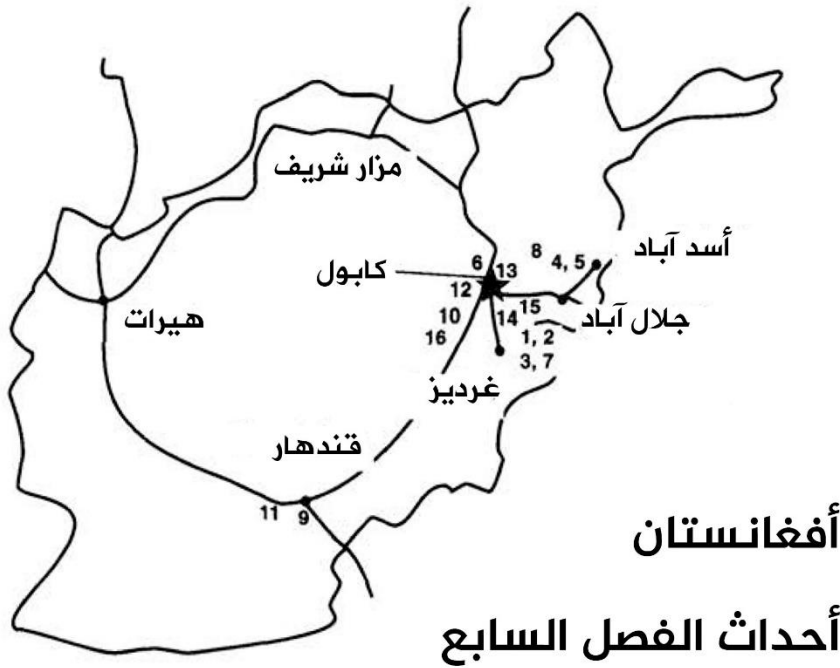 مزار شريف
أسد آباد
8
4, 5
6
13
كابول
12
15
جلال آباد
هيرات
10
14
1, 2
16
3, 7
غرديز
قندهار
11
9
أفغانستان
أحداث الفصل السابع